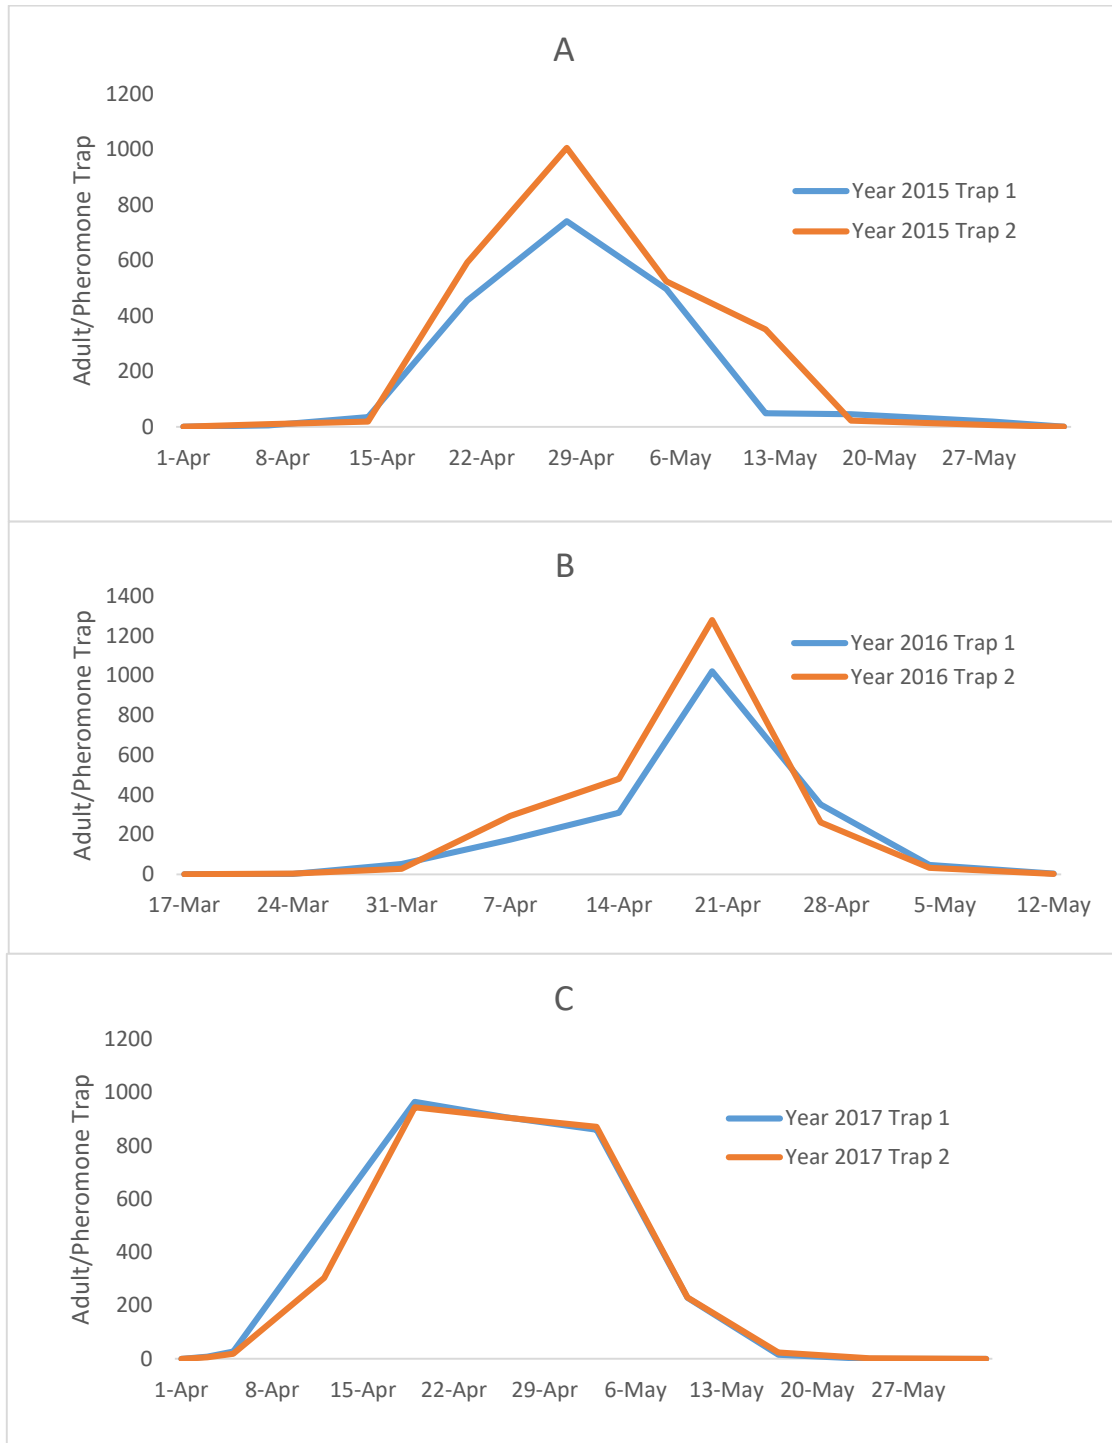 A
1200
1000
800
600
400
200
0
Adult/Pheromone Trap
Year 2015 Trap 1
Year 2015 Trap 2
1-Apr 8-Apr 15-Apr 22-Apr 29-Apr 6-May 13-May 20-May 27-May
B
1400
1200
1000
800
600
400
200
0
Adult/Pheromone Trap
Year 2016 Trap 1
Year 2016 Trap 2
17-Mar 24-Mar 31-Mar 7-Apr 14-Apr 21-Apr 28-Apr 5-May 12-May
C
1200
1000
800
600
400
200
0
Adult/Pheromone Trap
Year 2017 Trap 1
Year 2017 Trap 2
1-Apr 8-Apr 15-Apr 22-Apr 29-Apr 6-May 13-May 20-May 27-May